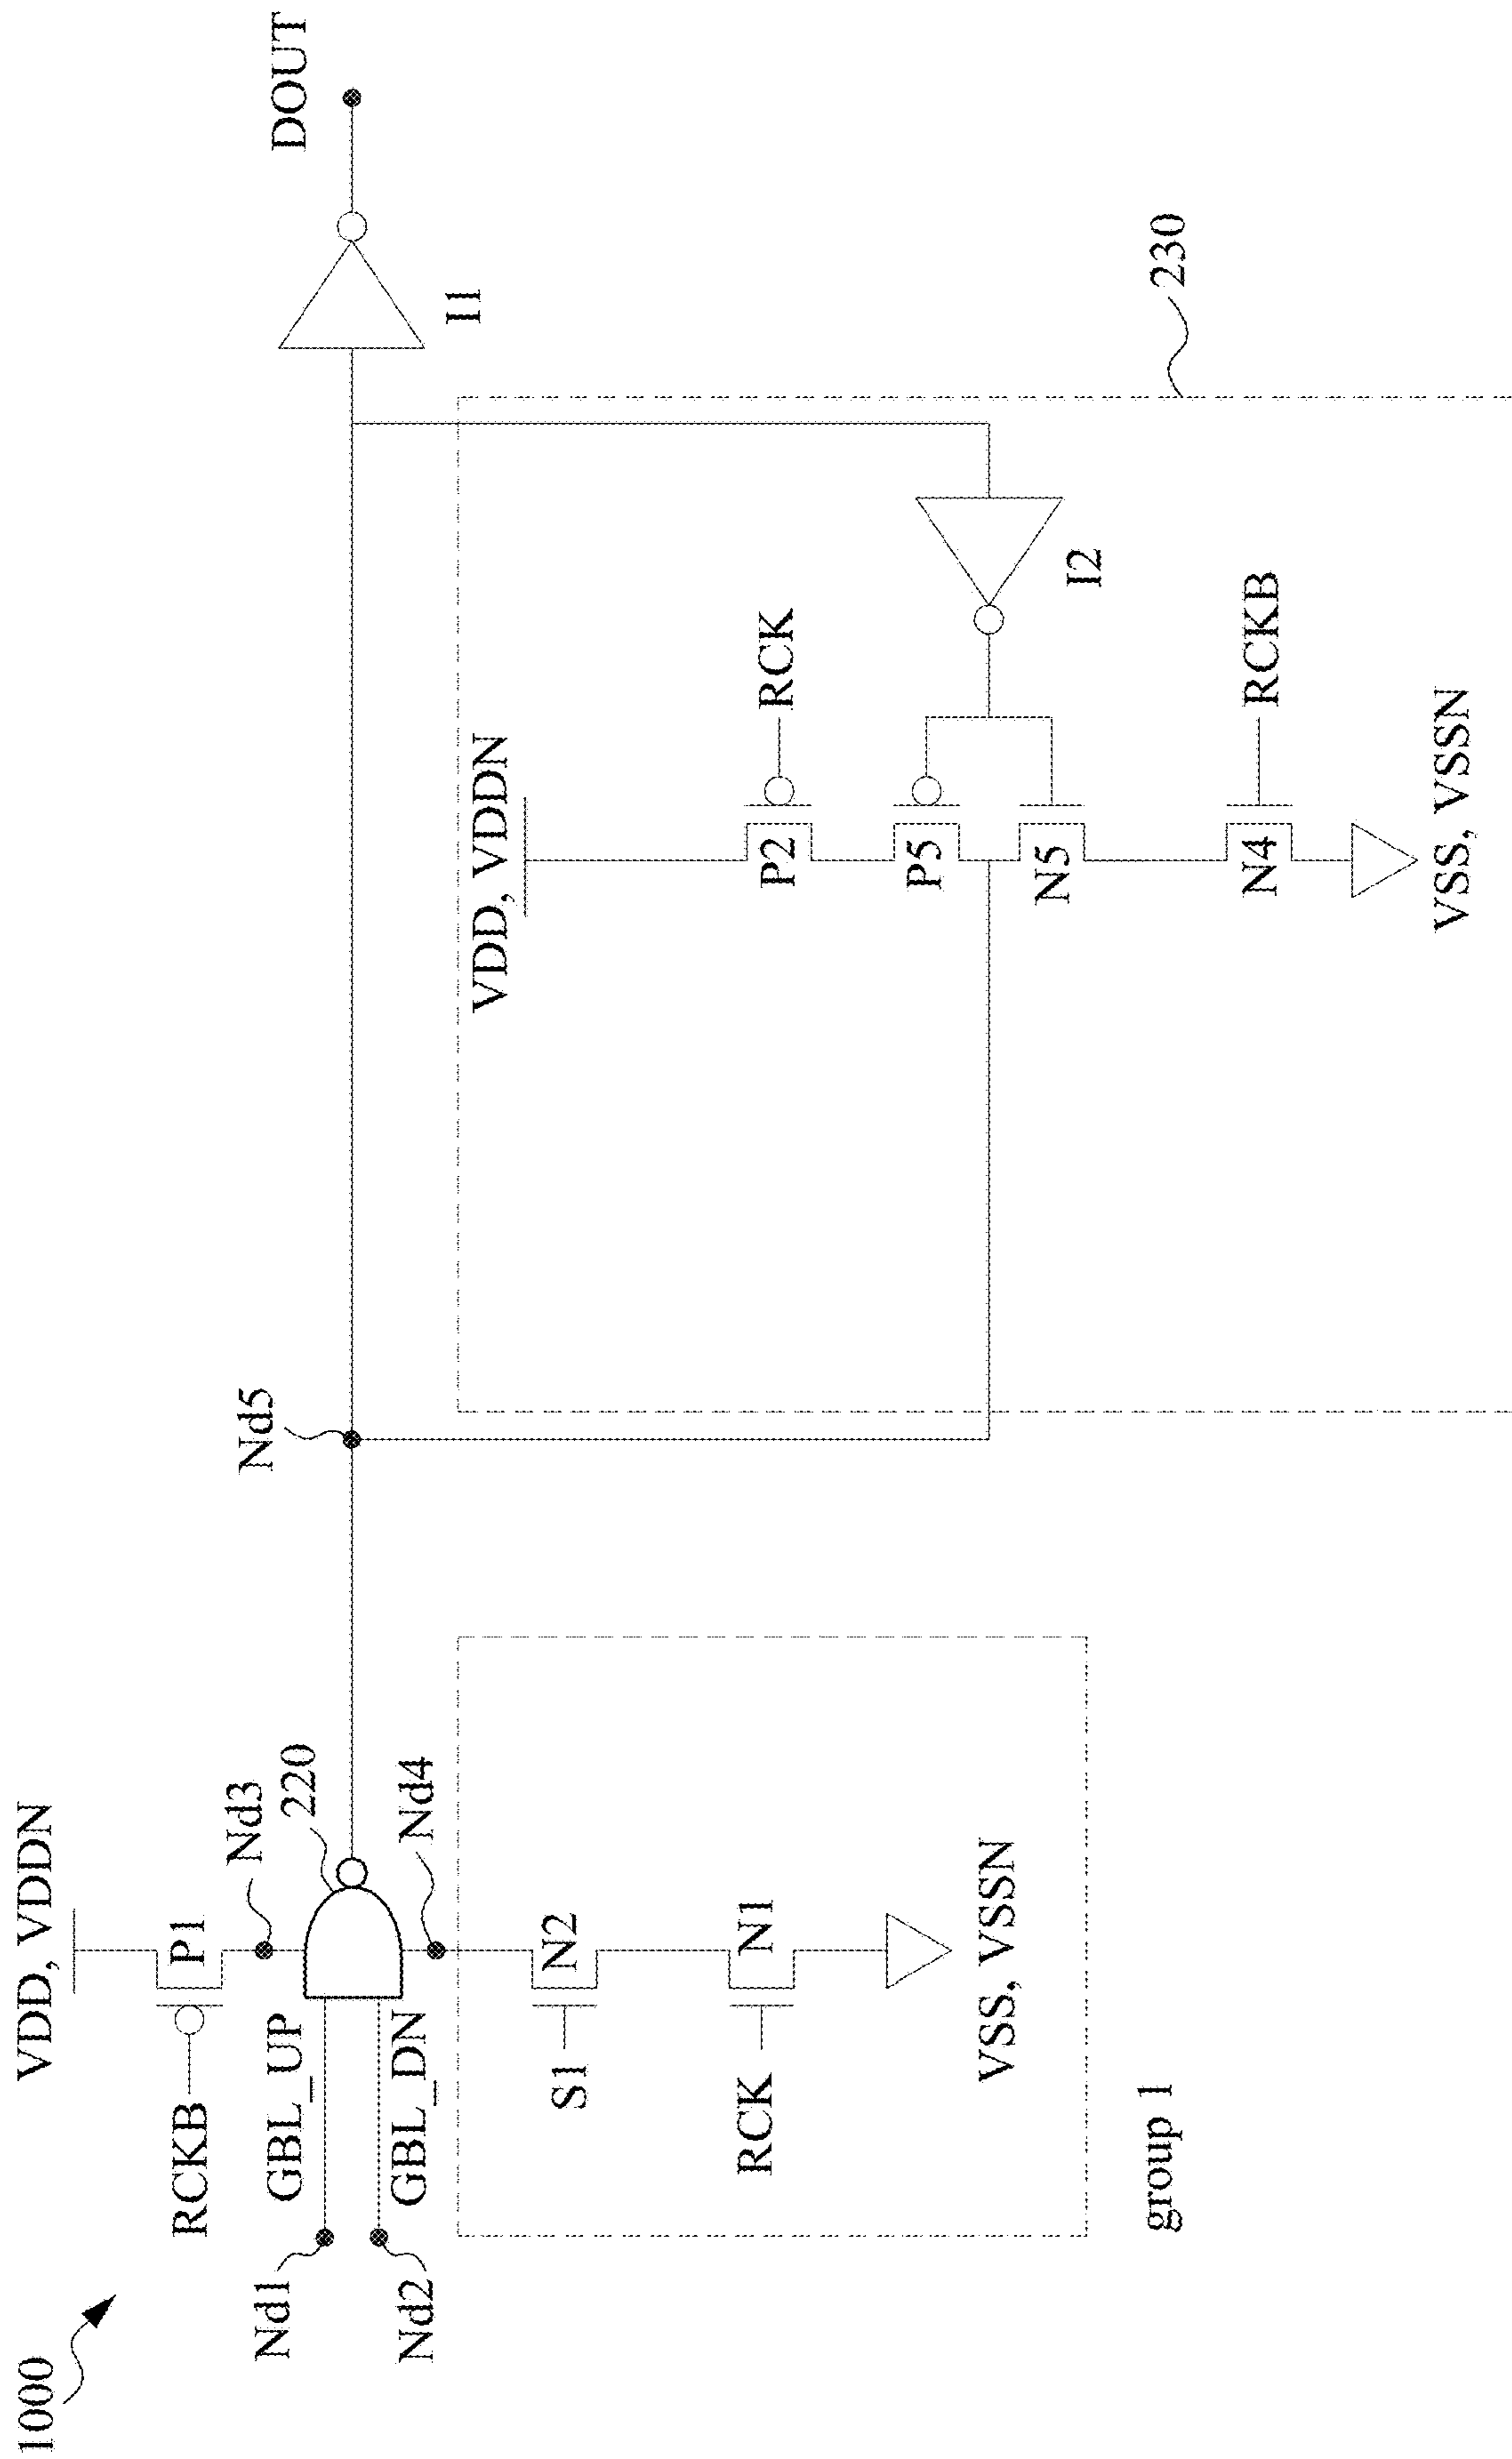 1000
VDD, VDDN
RCKB
P1
Nd3
220
Nd1
GBL_UP
Nd2
GBL_DN
Nd4
Nd5
I1
DOUT
S1
N2
RCK
N1
VSS, VSSN
group 1
VDD, VDDN
P2
RCK
P5
N5
I2
N4
RCKB
VSS, VSSN
230